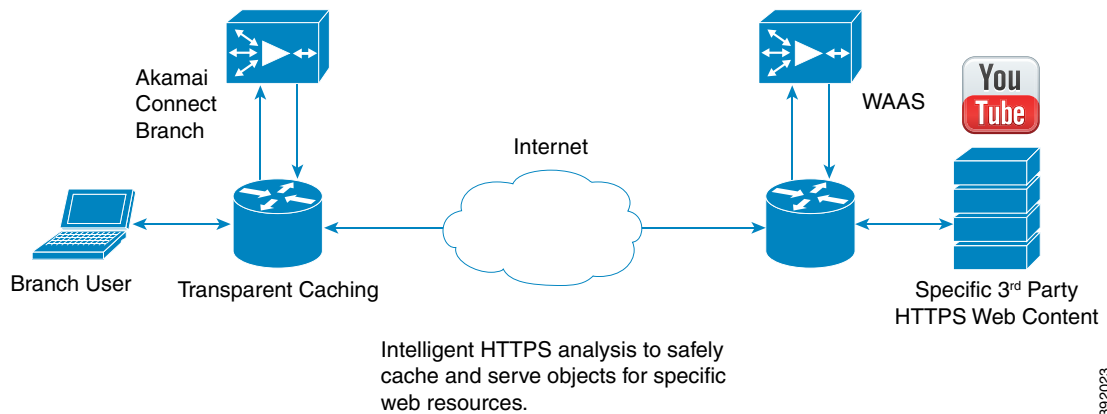 Akamai
Connect
Branch
WAAS
You
Tube
Internet
Branch User
Transparent Caching
Specific 3rd Party
HTTPS Web Content
Intelligent HTTPS analysis to safely
cache and serve objects for specific
web resources.
392023